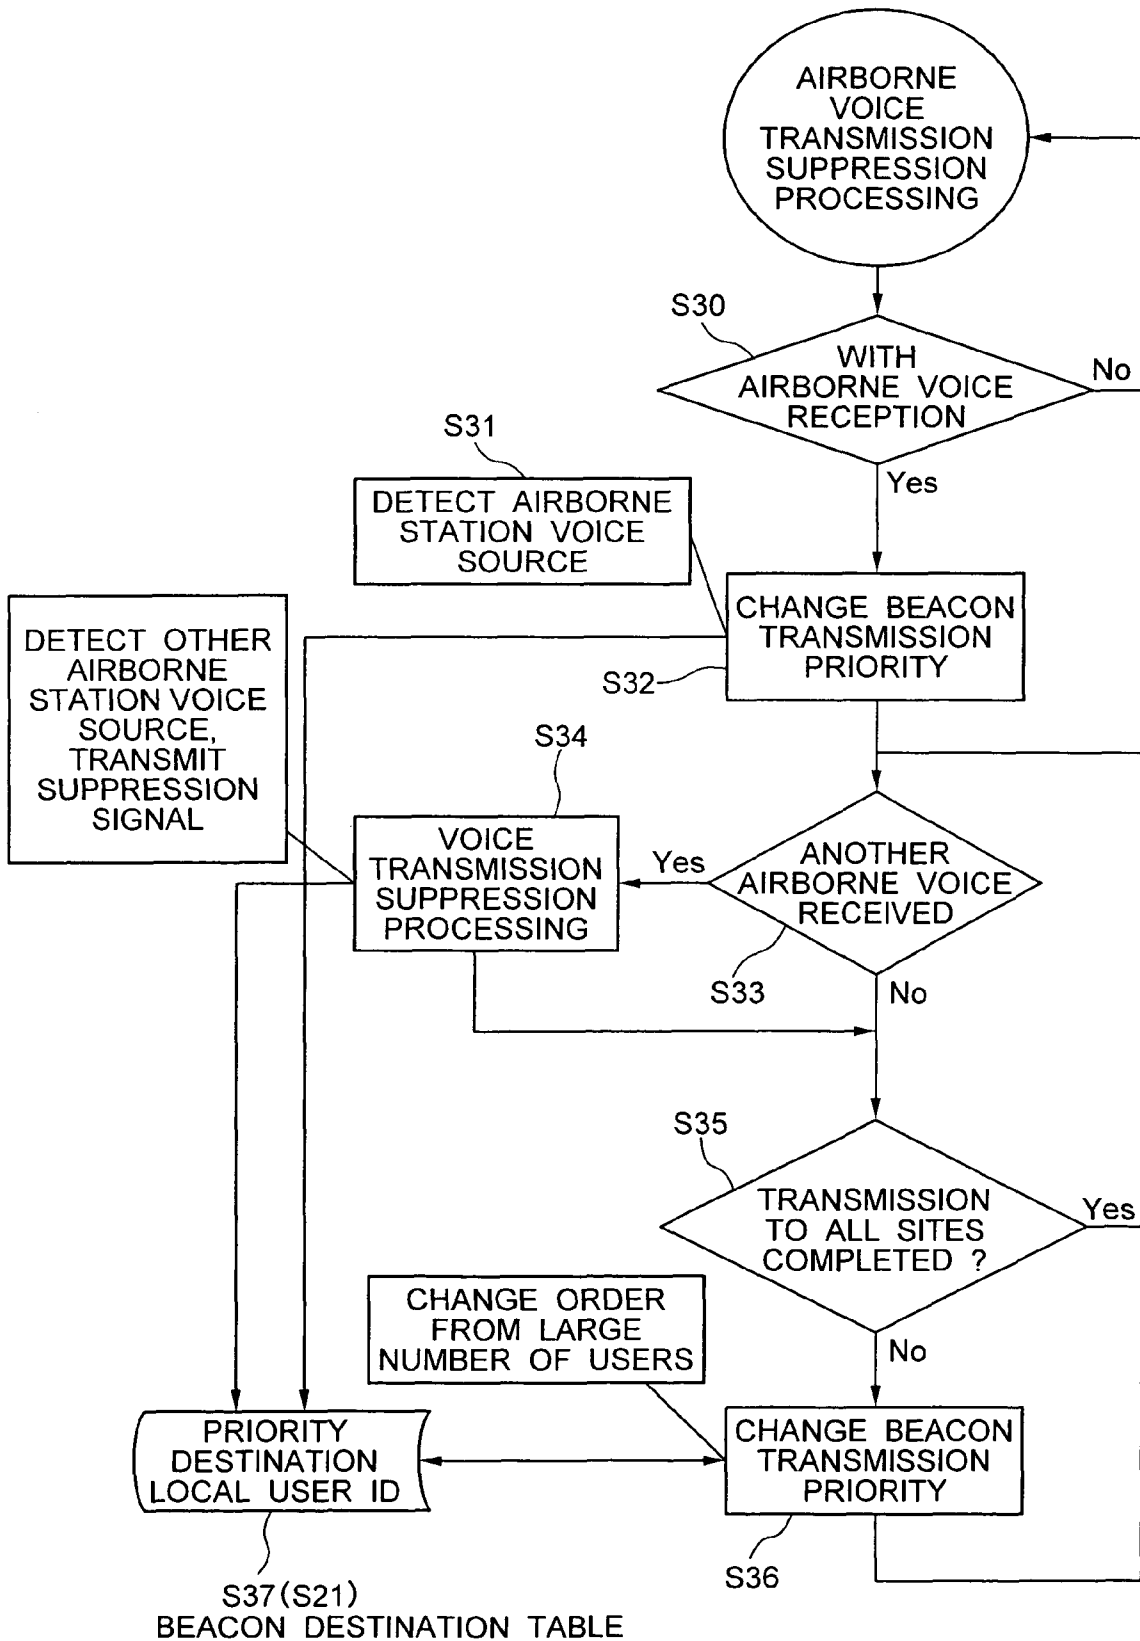 AIRBORNE
VOICE
TRANSMISSION
SUPPRESSION
PROCESSING
S30
WITH
AIRBORNE VOICE
RECEPTION
No
Yes
S31
DETECT AIRBORNE
STATION VOICE
SOURCE
CHANGE BEACON
TRANSMISSION
PRIORITY
S32
DETECT OTHER
AIRBORNE
STATION VOICE
SOURCE,
TRANSMIT
SUPPRESSION
SIGNAL
S34
VOICE
TRANSMISSION
SUPPRESSION
PROCESSING
Yes
ANOTHER
AIRBORNE VOICE
RECEIVED
S33
No
S35
TRANSMISSION
TO ALL SITES
COMPLETED ?
Yes
No
CHANGE ORDER
FROM LARGE
NUMBER OF USERS
PRIORITY
DESTINATION
LOCAL USER ID
CHANGE BEACON
TRANSMISSION
PRIORITY
S36
S37(S21)
BEACON DESTINATION TABLE